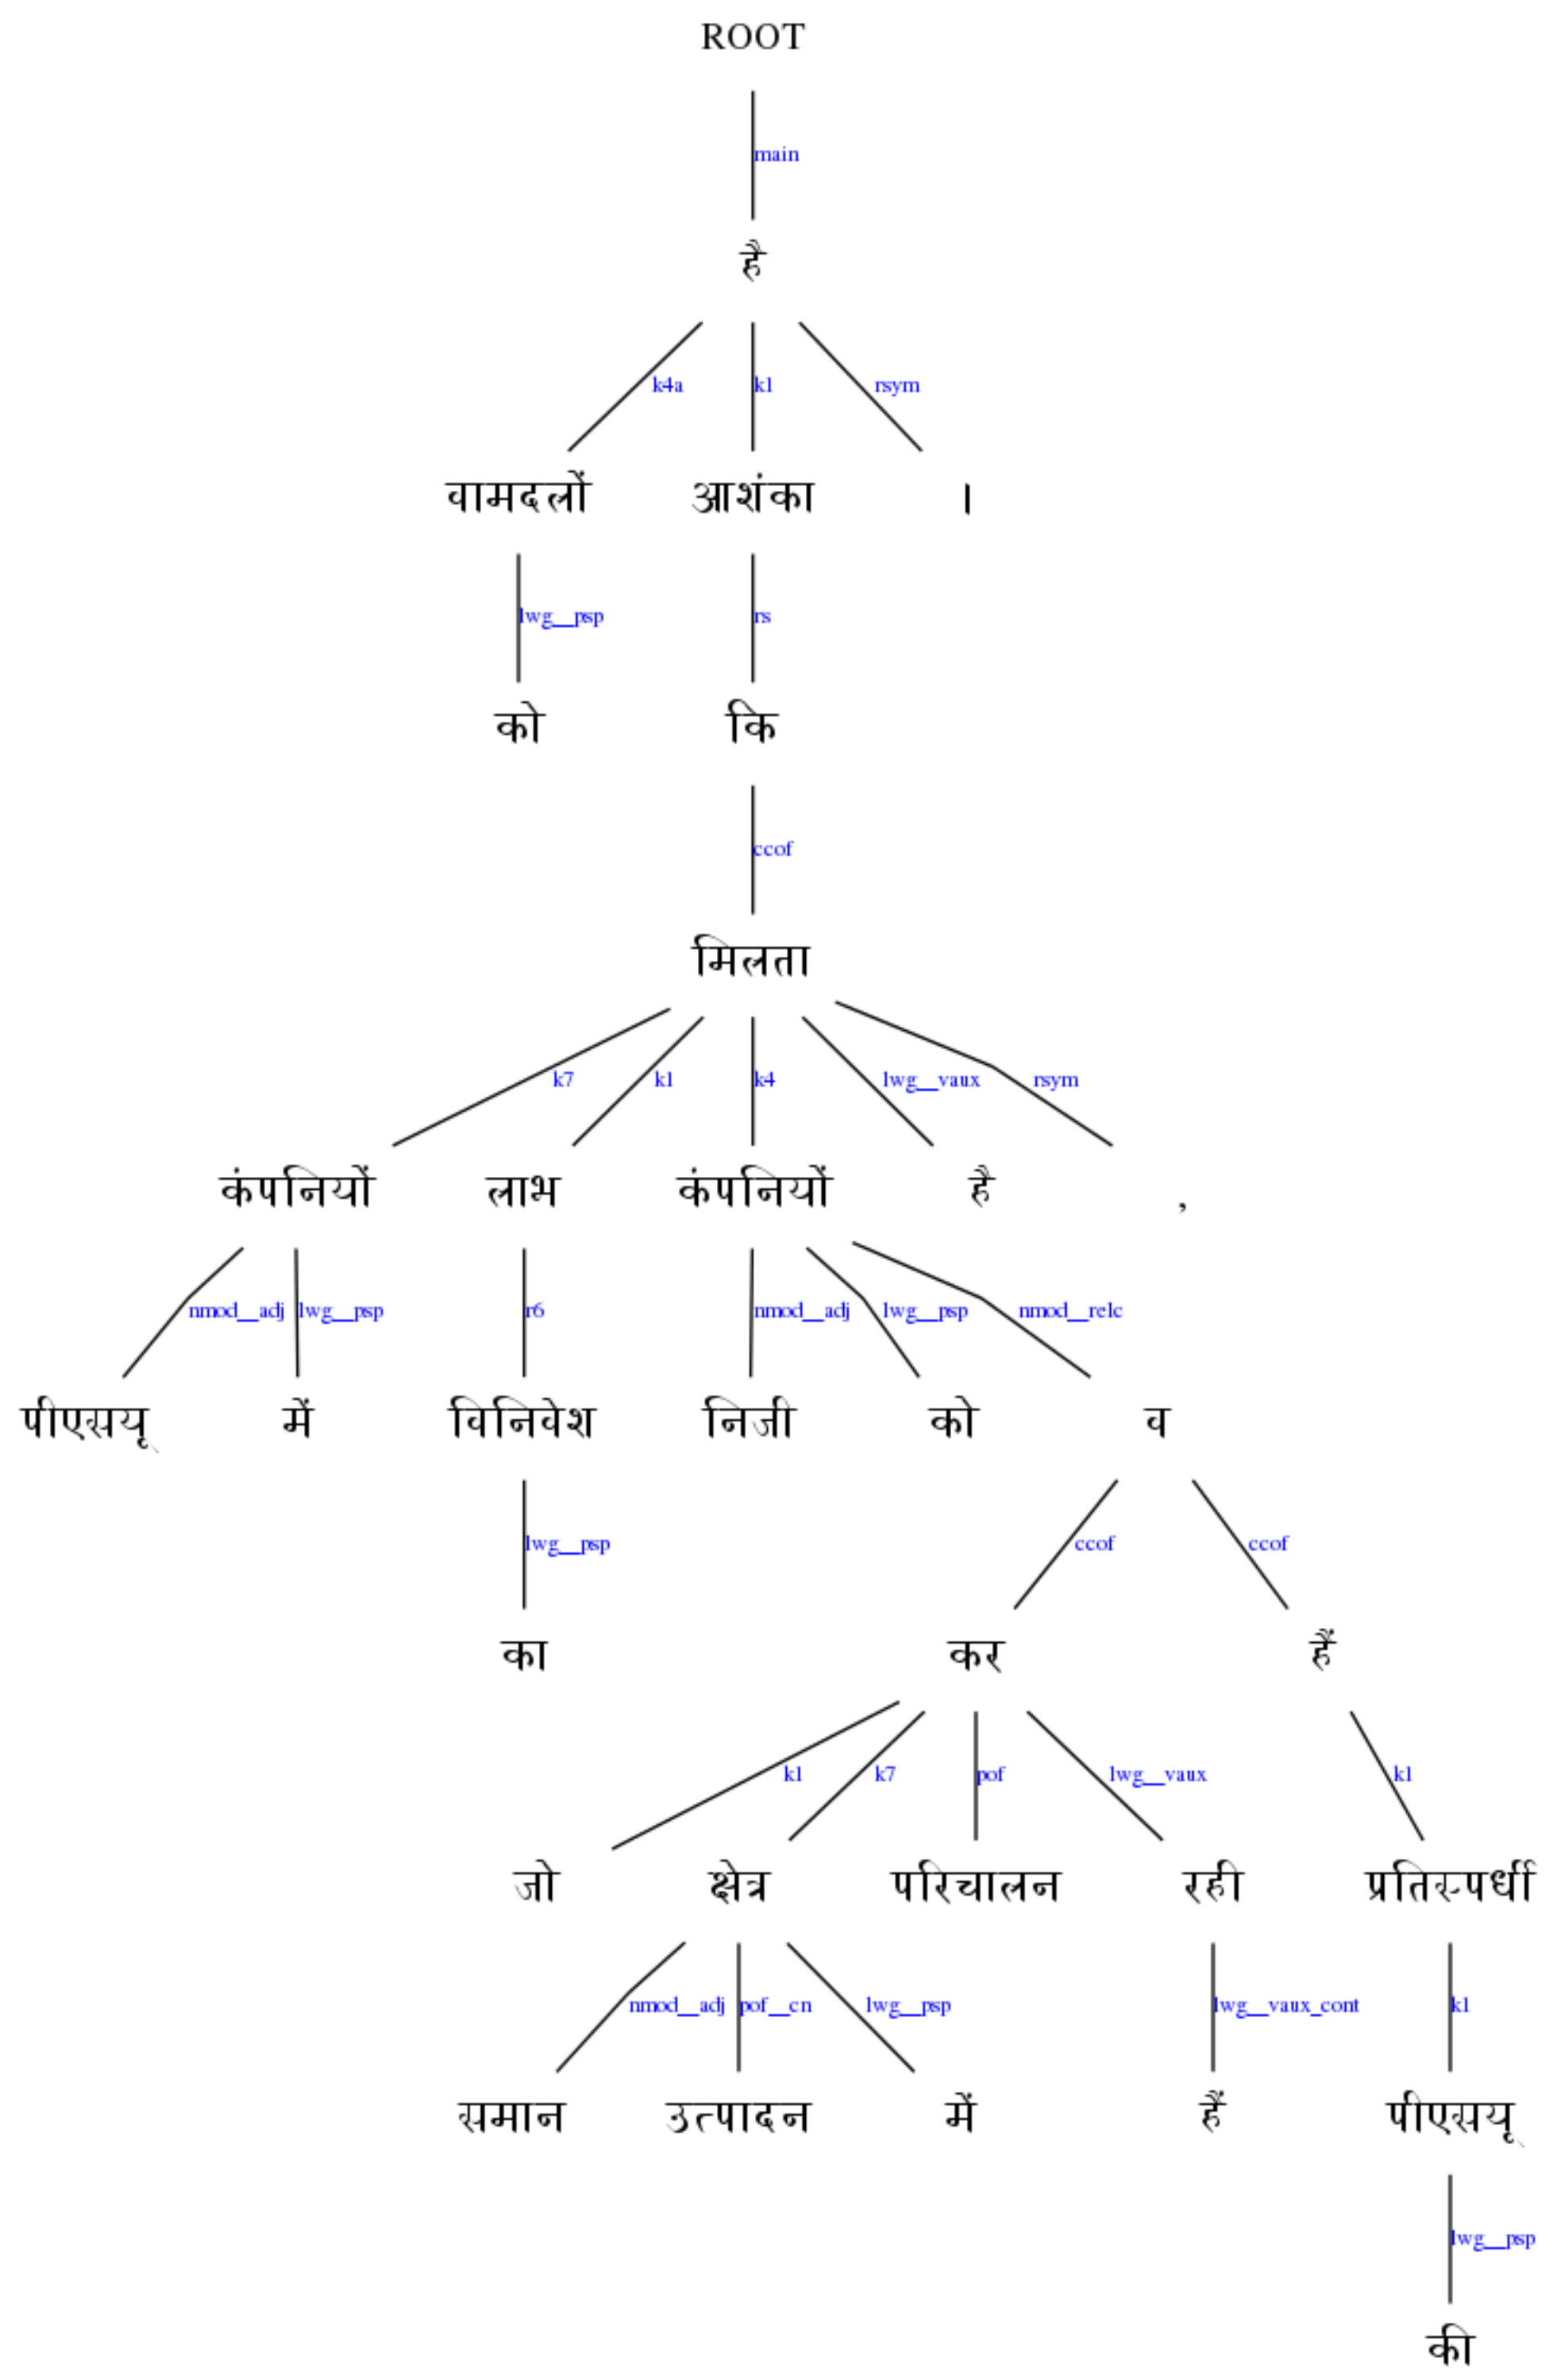 ROOT
main
है
k4a k1 rsym
वामदलों आशंका ।
lwg__psp rs
को कि
ccof
मिलता
k7 k1 k4 lwg__vaux rsym
कंपनियों लाभ कंपनियों है ,
nmod__adj lwg__psp r6 nmod__adj lwg__psp nmod__relc
पीएसयू में विनिवेश निजी को व
lwg__psp ccof ccof
का कर हैं
k1 k7 pof lwg__vaux k1
जो क्षेत्र परिचालन रही प्रतिस्पर्धी
nmod__adj pof__cn lwg__psp lwg__vaux_cont k1
समान उत्पादन में हैं पीएसयू
lwg__psp
की